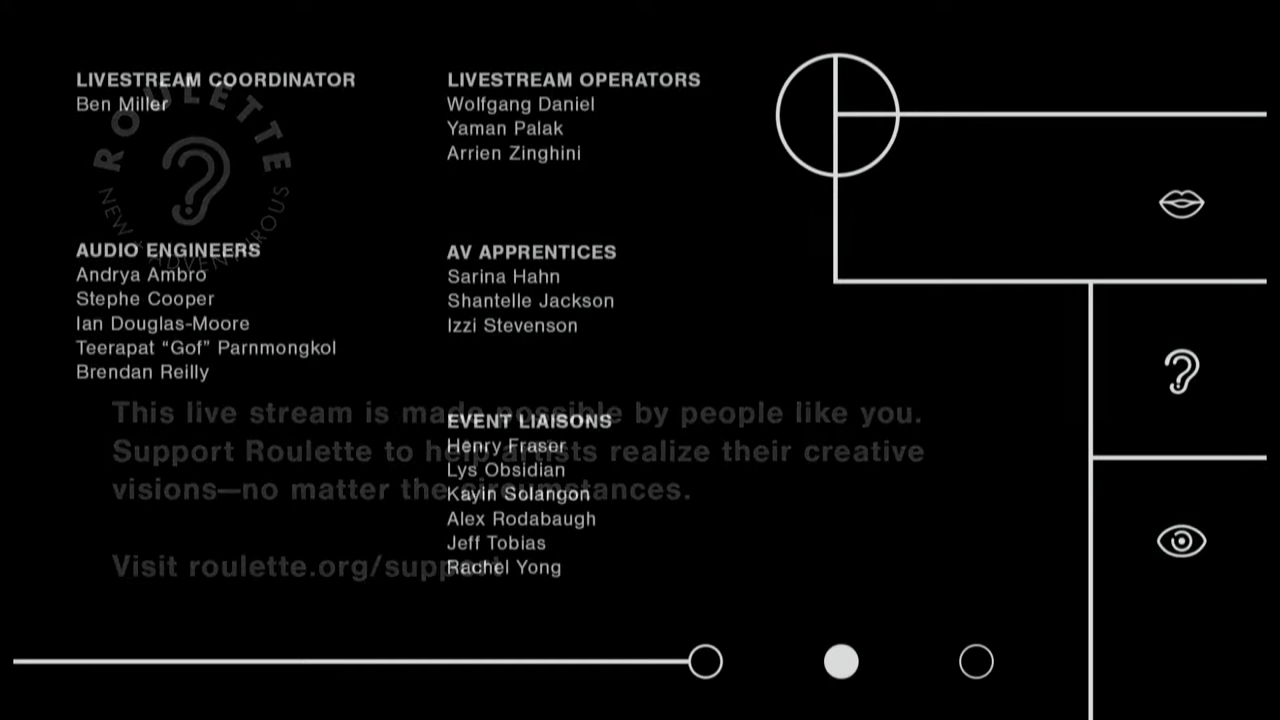 LIVESTREAM COORDINATOR
Ben Miller
LIVESTREAM OPERATORS
Wolfgang Daniel
Yaman Palak
Arrien Zinghini
ROULETTE
NEW + ADVENTUROUS
AUDIO ENGINEERS
Andrya Ambro
Stephe Cooper
Ian Douglas-Moore
Teerapat “Gof” Parnmongkol
Brendan Reilly
AV APPRENTICES
Sarina Hahn
Shantelle Jackson
Izzi Stevenson
EVENT LIAISONS
Henry Fraser
Lys Obsidian
Kayin Solangon
Alex Rodabaugh
Jeff Tobias
Rachel Yong
This live stream is made possible by people like you.
Support Roulette to help artists realize their creative
visions—no matter the circumstances.
Visit roulette.org/support